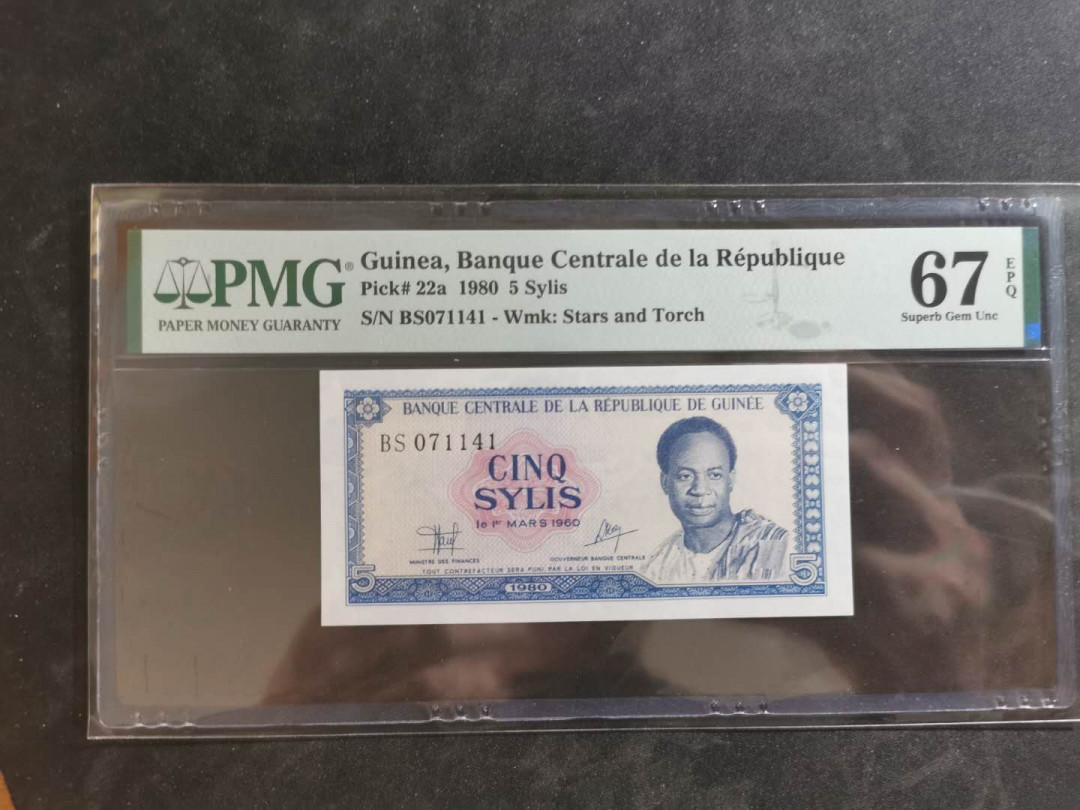 PMG®
PAPER MONEY GUARANTY
Guinea, Banque Centrale de la République
Pick# 22a 1980 5 Sylis
S/N BS071141 - Wmk: Stars and Torch
67
EPQ
Superb Gem Unc
BANQUE CENTRALE DE LA RÉPUBLIQUE DE GUINÉE
BS 071141
CINQ
SYLIS
le 1er MARS 1960
MINISTRE DES FINANCES
GOUVERNEUR BANQUE CENTRALE
TOUT CONTREFACTEUR SERA PUNI PAR LA LOI EN VIGUEUR
5
1980
5